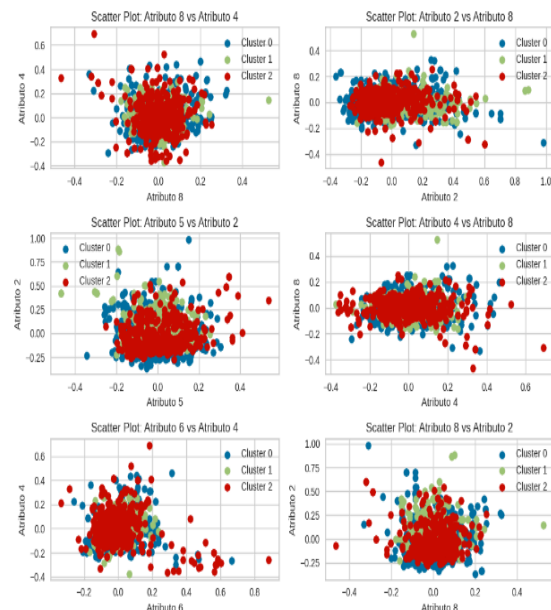 Scatter Plot: Atributo 8 vs Atributo 4
Atributo 4
0.6
0.4
0.2
0.0
−0.2
−0.4
Cluster 0
Cluster 1
Cluster 2
−0.4 −0.2 0.0 0.2 0.4
Atributo 8
Scatter Plot: Atributo 2 vs Atributo 8
Atributo 8
0.4
0.2
0.0
−0.2
−0.4
Cluster 0
Cluster 1
Cluster 2
−0.4 −0.2 0.0 0.2 0.4 0.6 0.8 1.0
Atributo 2
Scatter Plot: Atributo 5 vs Atributo 2
Atributo 2
1.00
0.75
0.50
0.25
0.00
−0.25
Cluster 0
Cluster 1
Cluster 2
−0.4 −0.2 0.0 0.2 0.4
Atributo 5
Scatter Plot: Atributo 4 vs Atributo 8
Atributo 8
0.4
0.2
0.0
−0.2
−0.4
Cluster 0
Cluster 1
Cluster 2
−0.4 −0.2 0.0 0.2 0.4 0.6
Atributo 4
Scatter Plot: Atributo 6 vs Atributo 4
Atributo 4
0.6
0.4
0.2
0.0
−0.2
−0.4
Cluster 0
Cluster 1
Cluster 2
−0.2 0.0 0.2 0.4 0.6 0.8
Atributo 6
Scatter Plot: Atributo 8 vs Atributo 2
Atributo 2
1.00
0.75
0.50
0.25
0.00
−0.25
Cluster 0
Cluster 1
Cluster 2
−0.4 −0.2 0.0 0.2 0.4
Atributo 8